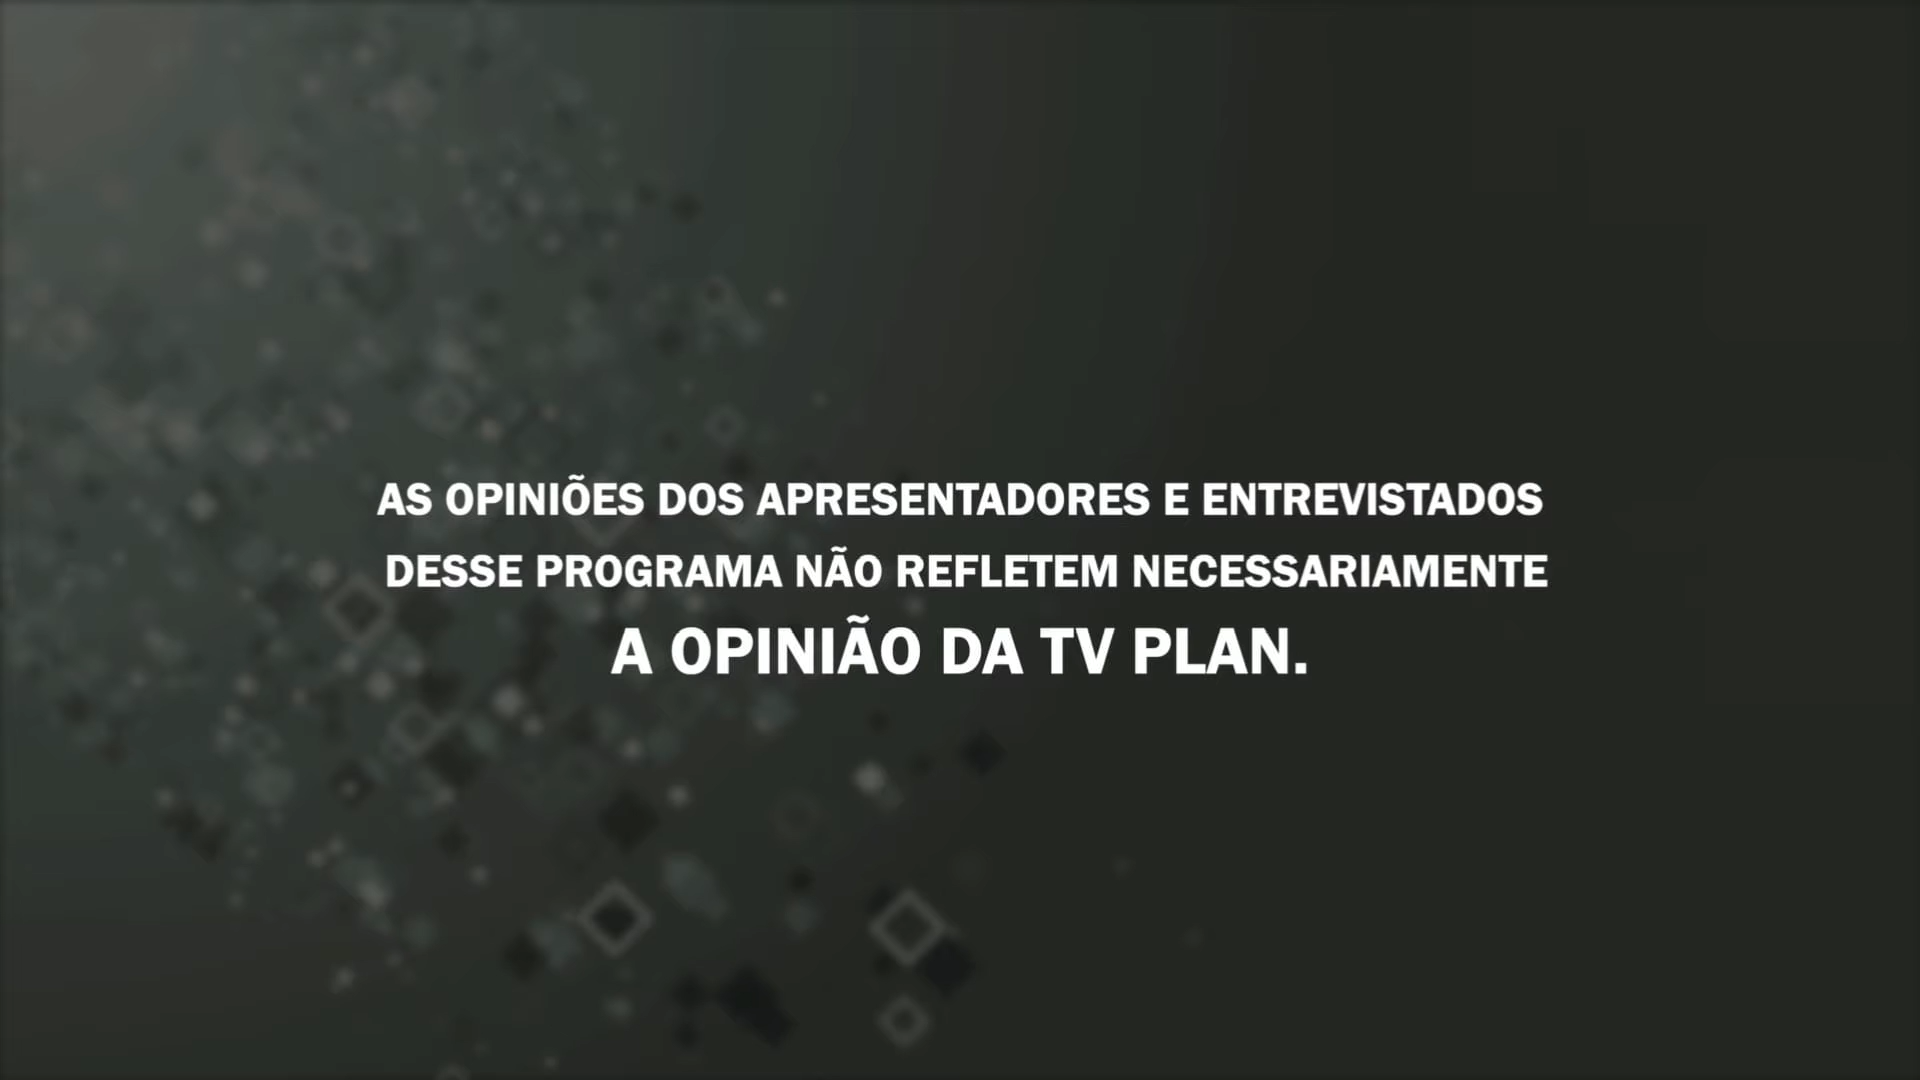 AS OPINIÕES DOS APRESENTADORES E ENTREVISTADOS
DESSE PROGRAMA NÃO REFLETEM NECESSARIAMENTE
A OPINIÃO DA TV PLAN.